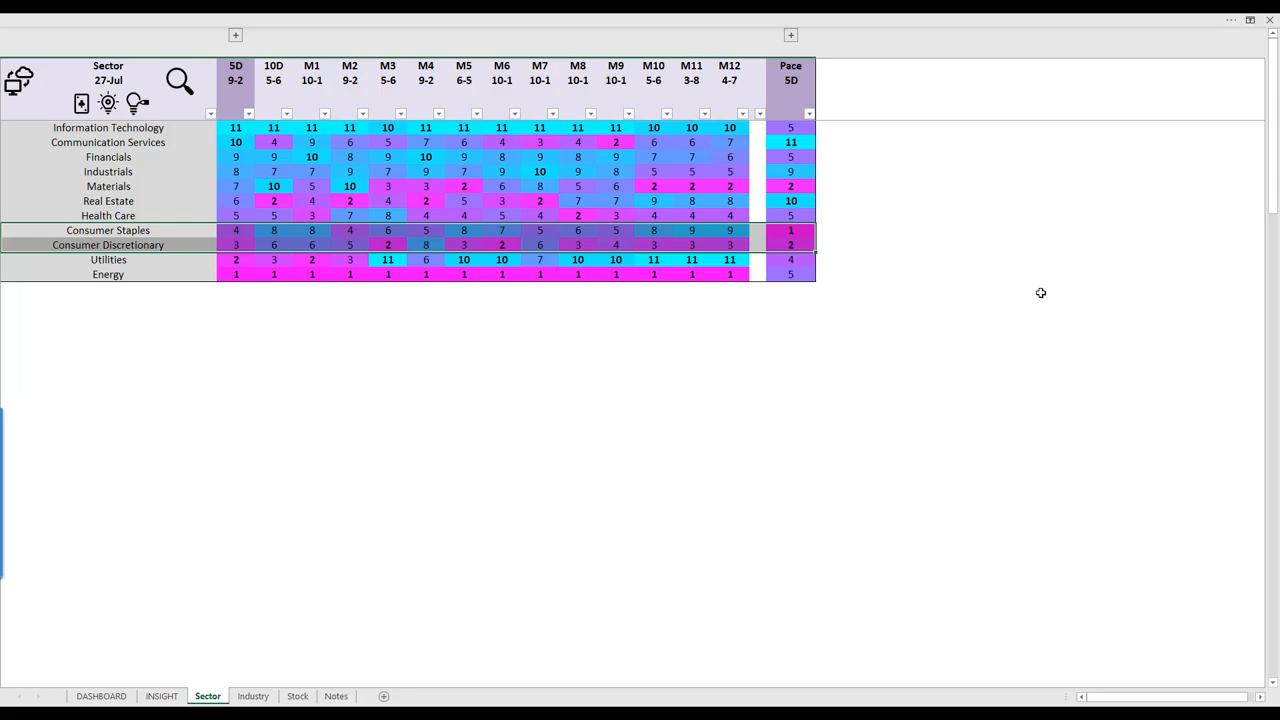 Sector 5D 10D M1 M2 M3 M4 M5 M6 M7 M8 M9 M10 M11 M12 Pace
27-Jul 9-2 5-6 10-1 9-2 5-6 9-2 6-5 10-1 10-1 10-1 10-1 5-6 3-8 4-7 5D
Information Technology 11 11 11 11 10 11 11 11 11 11 11 10 10 10 5
Communication Services 10 4 9 6 5 7 6 4 3 4 2 6 6 7 11
Financials 9 9 10 8 9 10 9 8 9 8 9 7 7 6 5
Industrials 8 7 7 9 7 9 7 9 10 9 8 5 5 5 9
Materials 7 10 5 10 3 3 2 6 8 5 6 2 2 2 2
Real Estate 6 2 4 2 4 2 5 3 2 7 7 9 8 8 10
Health Care 5 5 3 7 8 4 4 5 4 2 3 4 4 4 5
Consumer Staples 4 8 8 4 6 5 8 7 5 6 5 8 9 9 1
Consumer Discretionary 3 6 6 5 2 8 3 2 6 3 4 3 3 3 2
Utilities 2 3 2 3 11 6 10 10 7 10 10 11 11 11 4
Energy 1 1 1 1 1 1 1 1 1 1 1 1 1 1 5
DASHBOARD INSIGHT Sector Industry Stock Notes